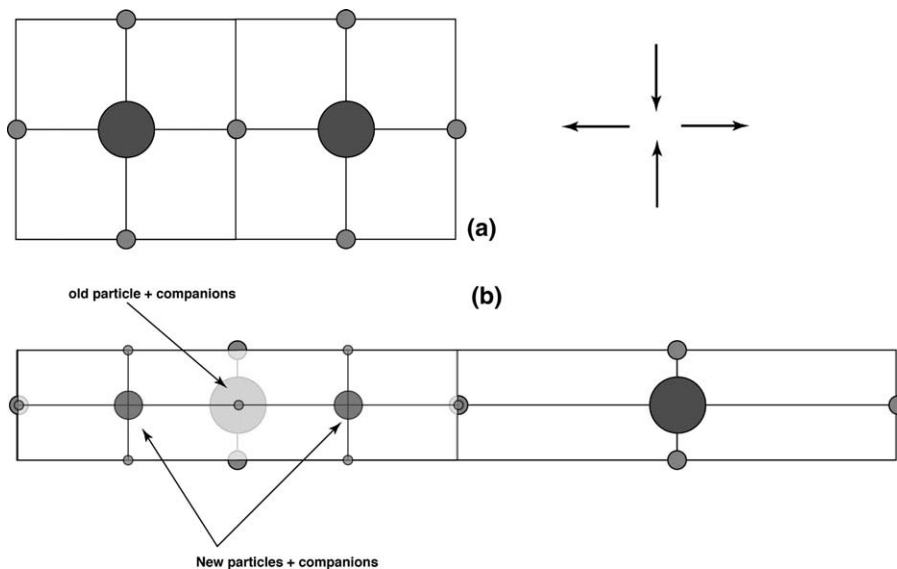 (a)
(b)
old particle + companions
New particles + companions